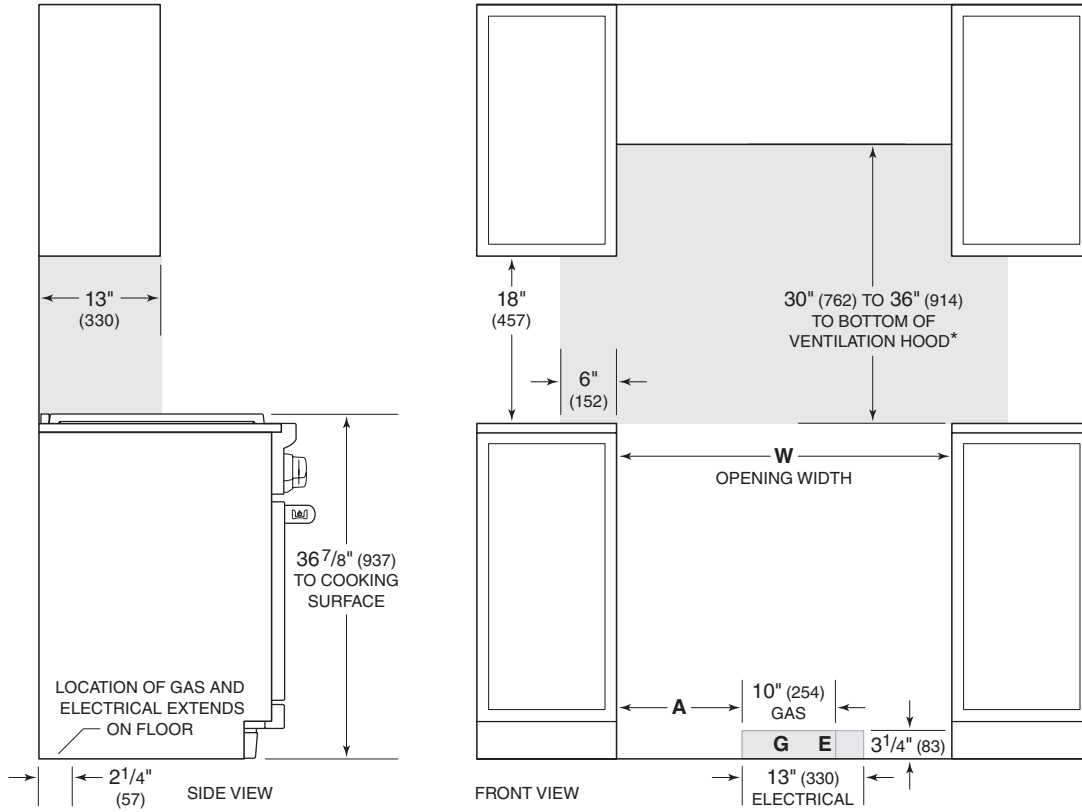 13"
(330)
36 7/8" (937)
TO COOKING
SURFACE
LOCATION OF GAS AND
ELECTRICAL EXTENDS
ON FLOOR
2 1/4"
(57)
SIDE VIEW
18"
(457)
6"
(152)
30" (762) TO 36" (914)
TO BOTTOM OF
VENTILATION HOOD*
W
OPENING WIDTH
A
10" (254)
GAS
G E
3 1/4" (83)
13" (330)
ELECTRICAL
FRONT VIEW